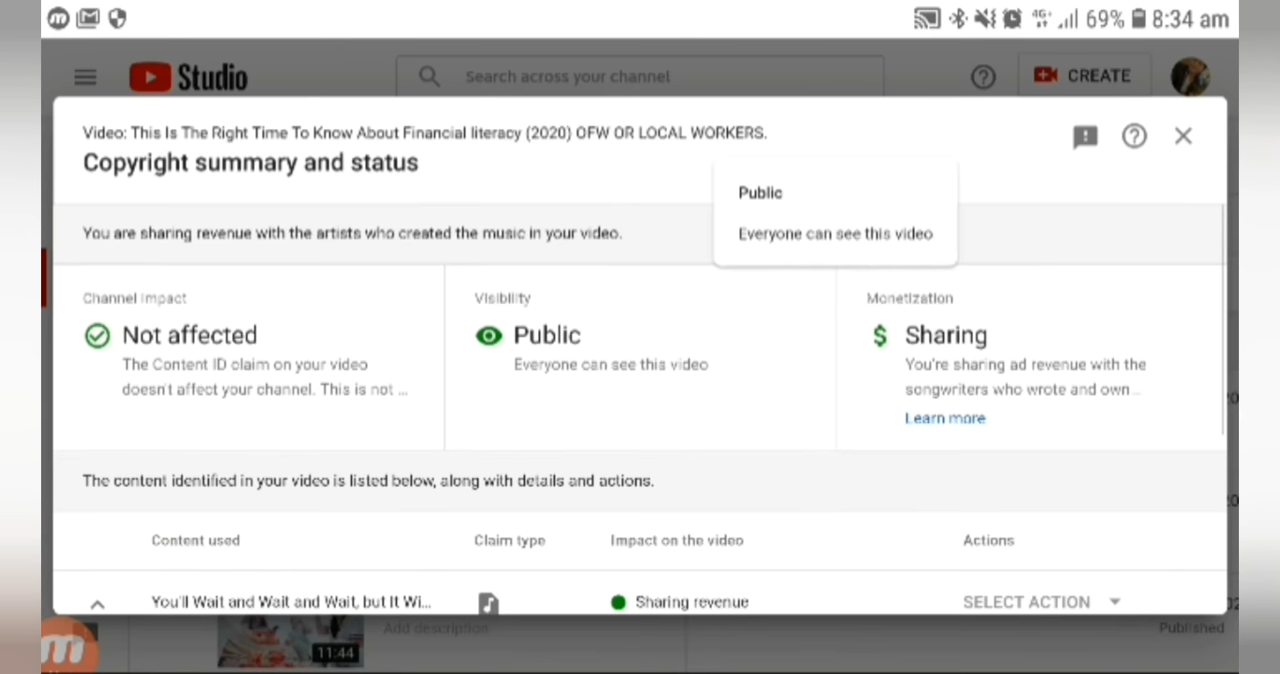 4G+ 69% 8:34 am
Studio
Search across your channel
CREATE
Video: This Is The Right Time To Know About Financial literacy (2020) OFW OR LOCAL WORKERS.
Copyright summary and status
Public
Everyone can see this video
You are sharing revenue with the artists who created the music in your video.
Channel impact
Not affected
The Content ID claim on your video
doesn't affect your channel. This is not ...
Visibility
Public
Everyone can see this video
Monetization
Sharing
You're sharing ad revenue with the
songwriters who wrote and own...
Learn more
The content identified in your video is listed below, along with details and actions.
Content used
Claim type
Impact on the video
Actions
You'll Wait and Wait and Wait, but It Wi...
Sharing revenue
SELECT ACTION
Add description
Published
11:44